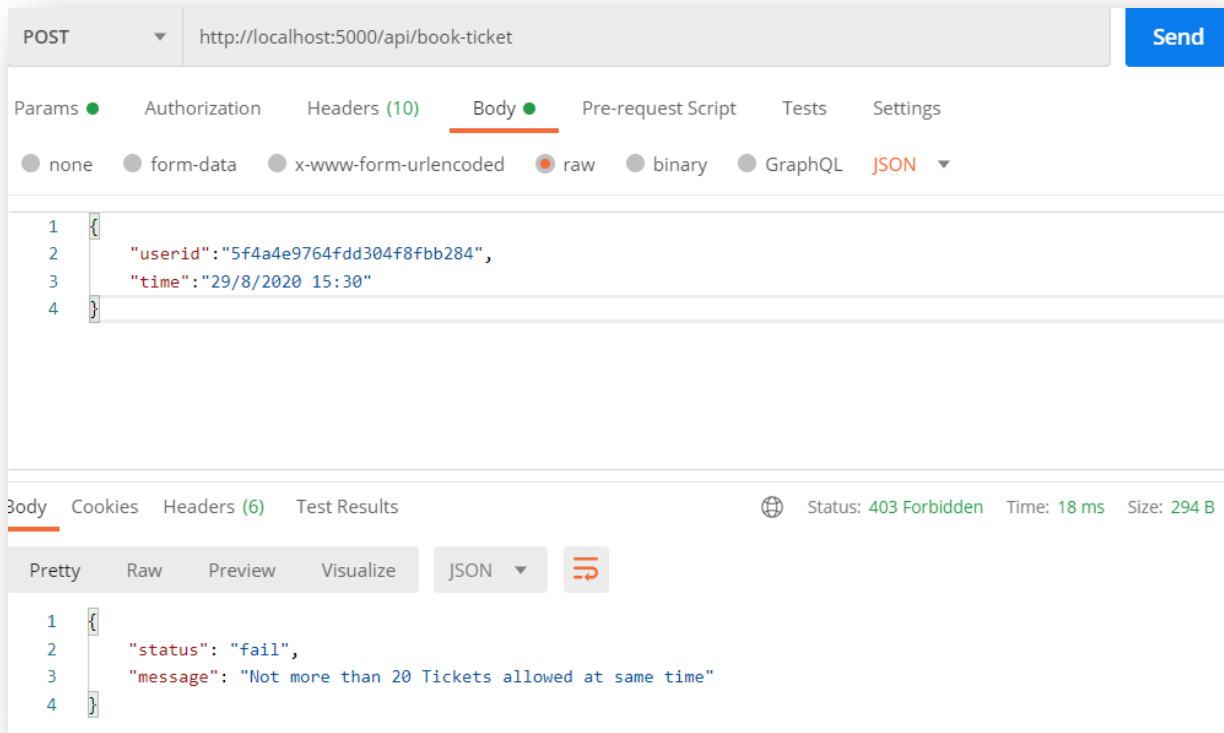 POST http://localhost:5000/api/book-ticket Send
Params Authorization Headers (10) Body Pre-request Script Tests Settings
none form-data x-www-form-urlencoded raw binary GraphQL JSON
1 {
2 "userid":"5f4a4e9764fdd304f8fbb284",
3 "time":"29/8/2020 15:30"
4 }
Body Cookies Headers (6) Test Results Status: 403 Forbidden Time: 18 ms Size: 294 B
Pretty Raw Preview Visualize JSON
1 {
2 "status": "fail",
3 "message": "Not more than 20 Tickets allowed at same time"
4 }